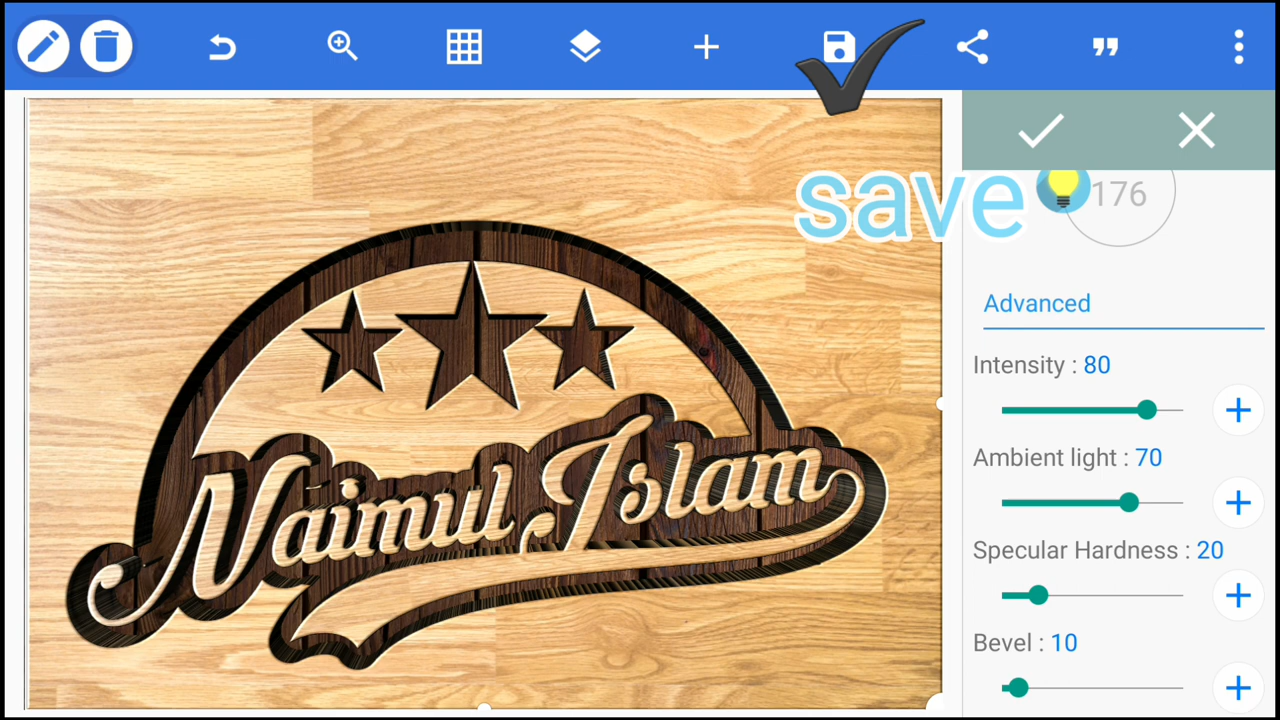 save
176
Advanced
Intensity : 80
Ambient light : 70
Specular Hardness : 20
Bevel : 10
Naimul Islam